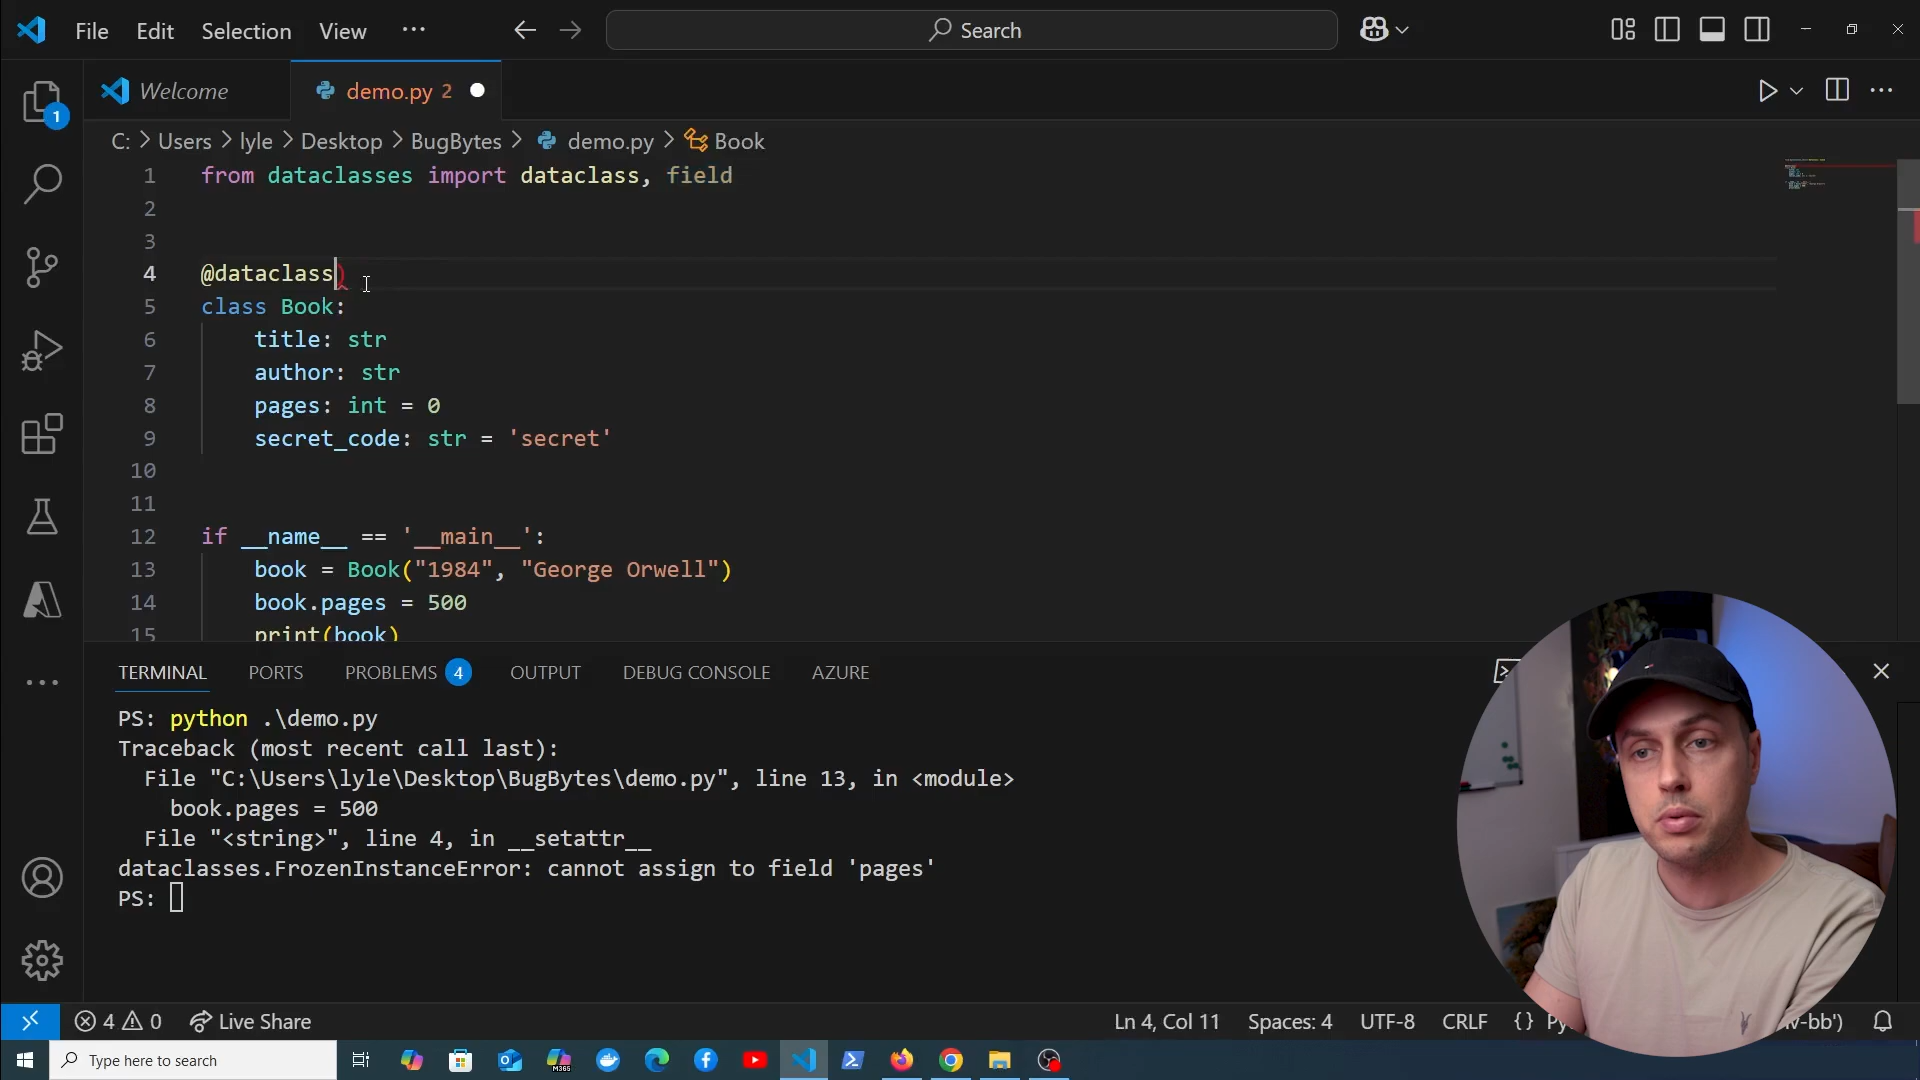 File Edit Selection View ··· Search
Welcome demo.py 2
1
C: > Users > lyle > Desktop > BugBytes > demo.py > Book
1 from dataclasses import dataclass, field
2
3
4 @dataclass)
5 class Book:
6 title: str
7 author: str
8 pages: int = 0
9 secret_code: str = 'secret'
10
11
12 if __name__ == '__main__':
13 book = Book("1984", "George Orwell")
14 book.pages = 500
15 print(book)
TERMINAL PORTS PROBLEMS 4 OUTPUT DEBUG CONSOLE AZURE
PS: python .\demo.py
Traceback (most recent call last):
File "C:\Users\lyle\Desktop\BugBytes\demo.py", line 13, in <module>
book.pages = 500
File "<string>", line 4, in __setattr__
dataclasses.FrozenInstanceError: cannot assign to field 'pages'
PS:
4 0 Live Share Ln 4, Col 11 Spaces: 4 UTF-8 CRLF {}
Type here to search M365